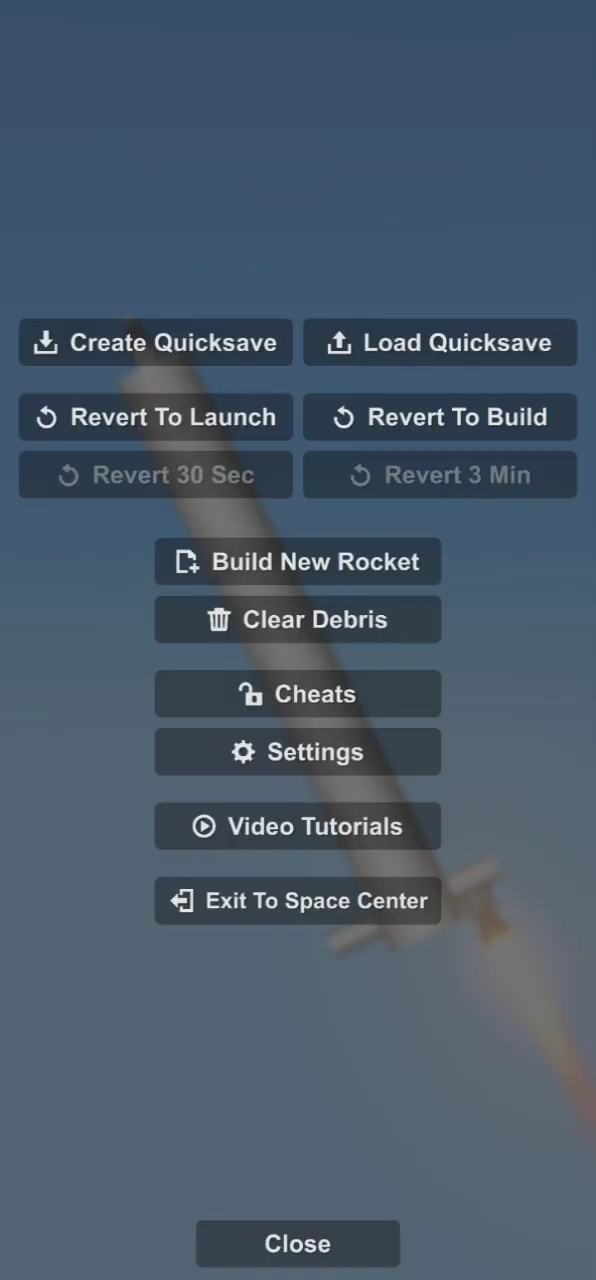 Create Quicksave
Load Quicksave
Revert To Launch
Revert To Build
Revert 30 Sec
Revert 3 Min
Build New Rocket
Clear Debris
Cheats
Settings
Video Tutorials
Exit To Space Center
Close